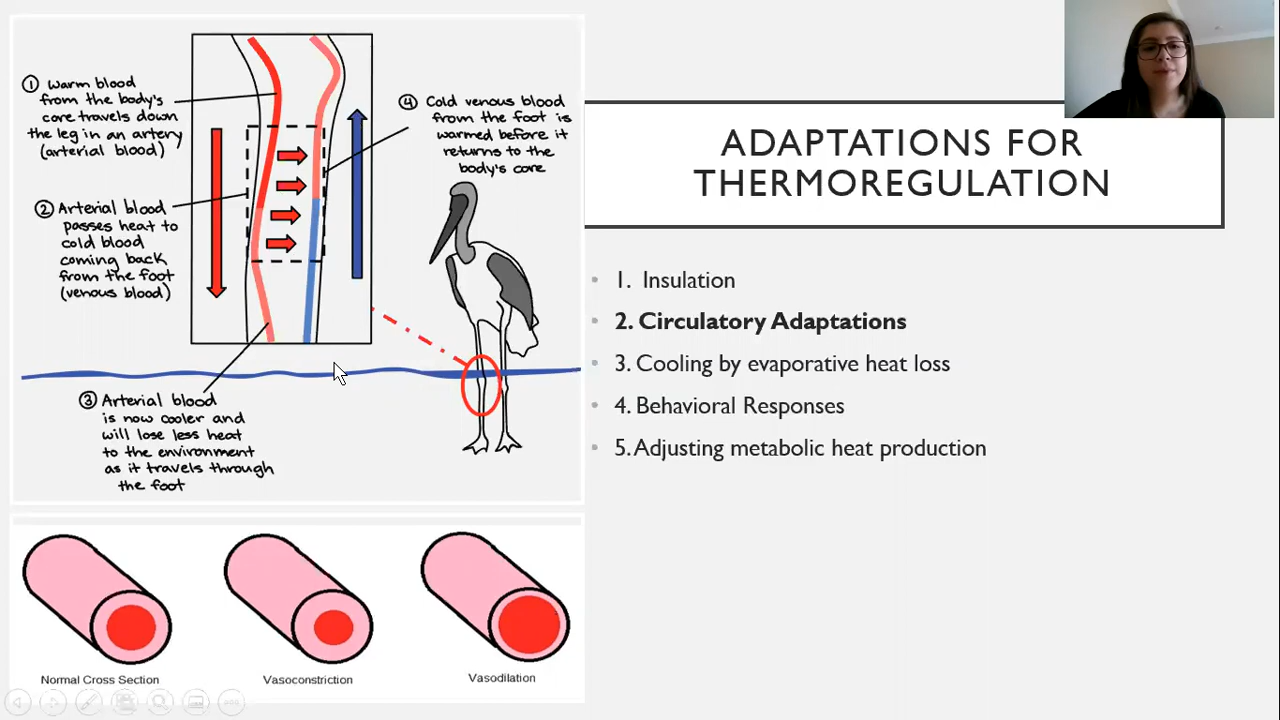 ① Warm blood
from the body's
core travels down
the leg in an artery
(arterial blood)
② Arterial blood
passes heat to
cold blood
coming back
from the foot
(venous blood)
③ Arterial blood
is now cooler and
will lose less heat
to the environment
as it travels through
the foot
④ Cold venous blood
from the foot is
warmed before it
returns to the
body's core
Normal Cross Section
Vasoconstriction
Vasodilation
ADAPTATIONS FOR
THERMOREGULATION
• 1. Insulation
• 2. Circulatory Adaptations
• 3. Cooling by evaporative heat loss
• 4. Behavioral Responses
• 5. Adjusting metabolic heat production